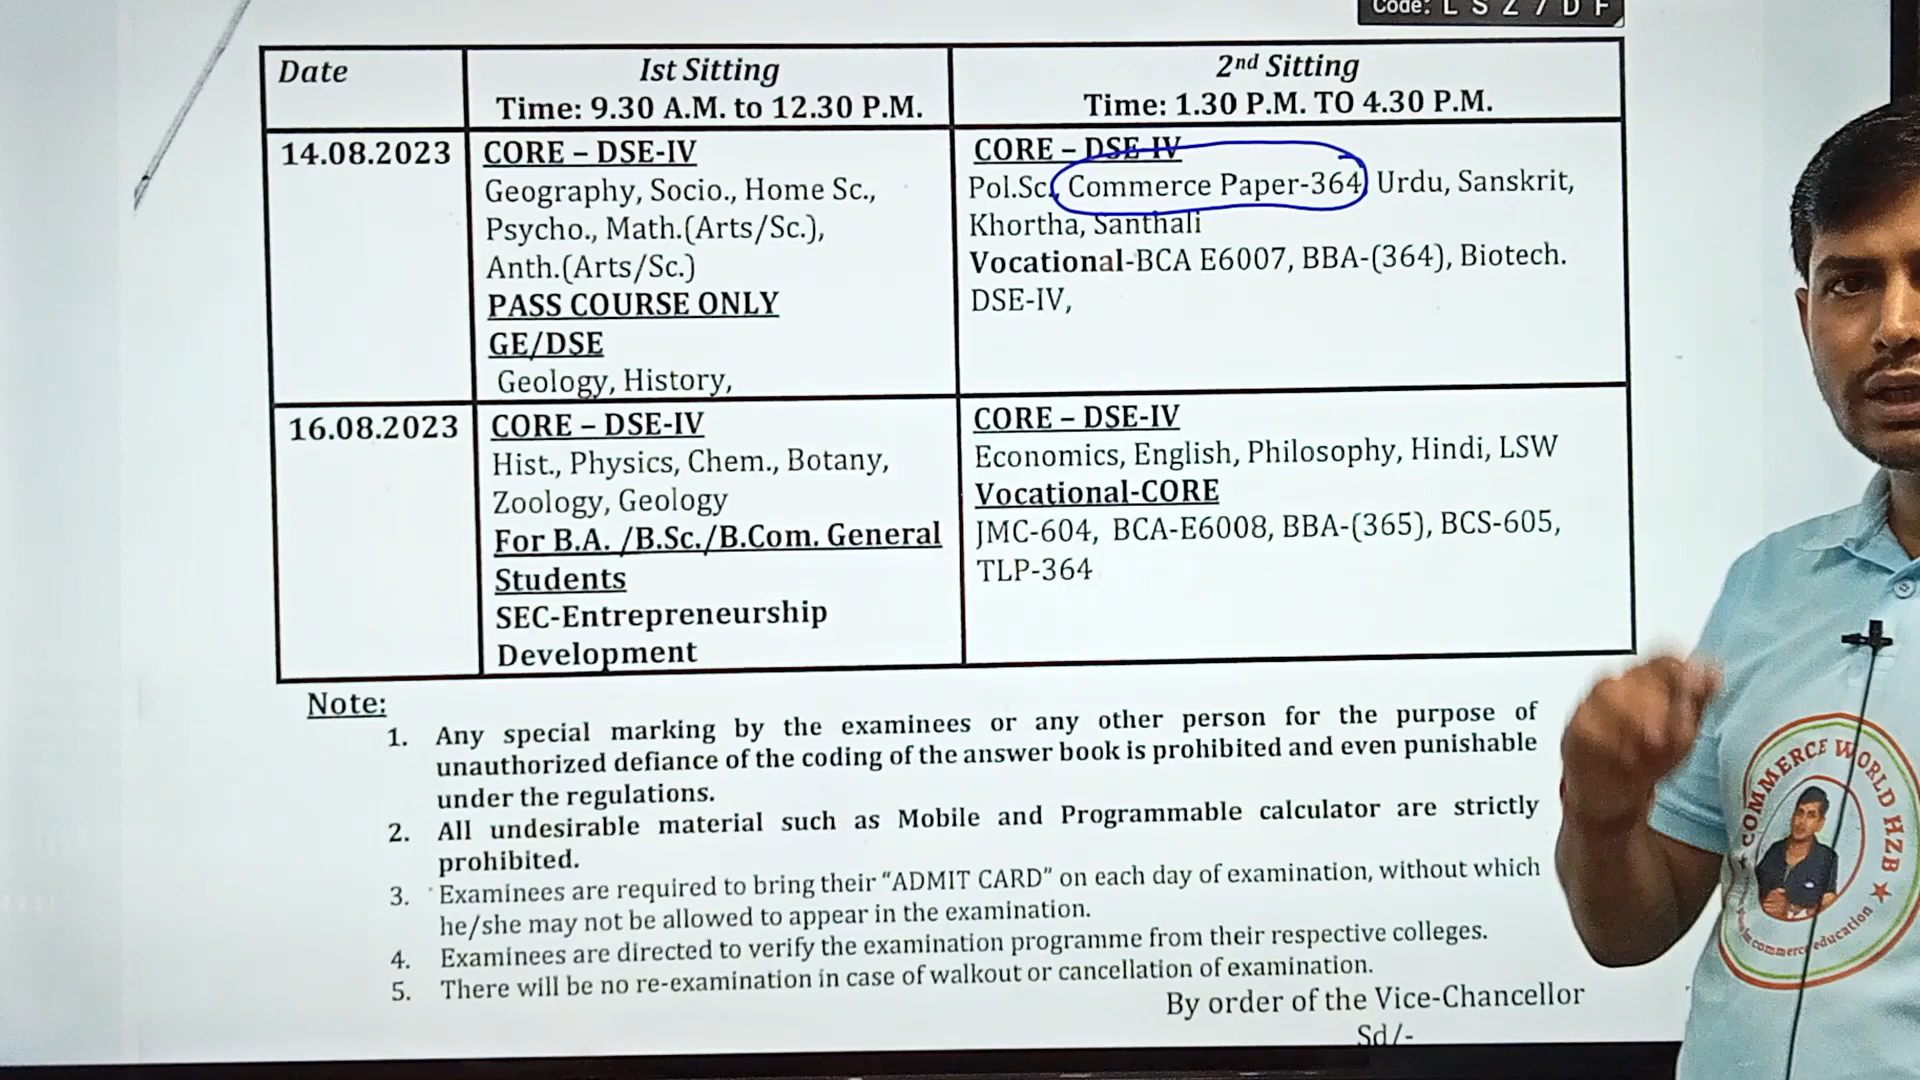 Code: L S Z 7 D F
Date
Ist Sitting
Time: 9.30 A.M. to 12.30 P.M.
2nd Sitting
Time: 1.30 P.M. TO 4.30 P.M.
14.08.2023
CORE – DSE-IV
Geography, Socio., Home Sc.,
Psycho., Math.(Arts/Sc.),
Anth.(Arts/Sc.)
PASS COURSE ONLY
GE/DSE
Geology, History,
CORE – DSE-IV
Pol.Sc, Commerce Paper-364, Urdu, Sanskrit,
Khortha, Santhali
Vocational-BCA E6007, BBA-(364), Biotech.
DSE-IV,
16.08.2023
CORE – DSE-IV
Hist., Physics, Chem., Botany,
Zoology, Geology
For B.A. /B.Sc./B.Com. General
Students
SEC-Entrepreneurship
Development
CORE – DSE-IV
Economics, English, Philosophy, Hindi, LSW
Vocational-CORE
JMC-604, BCA-E6008, BBA-(365), BCS-605,
TLP-364
Note:
1. Any special marking by the examinees or any other person for the purpose of
unauthorized defiance of the coding of the answer book is prohibited and even punishable
under the regulations.
2. All undesirable material such as Mobile and Programmable calculator are strictly
prohibited.
3. Examinees are required to bring their “ADMIT CARD” on each day of examination, without which
he/she may not be allowed to appear in the examination.
4. Examinees are directed to verify the examination programme from their respective colleges.
5. There will be no re-examination in case of walkout or cancellation of examination.
By order of the Vice-Chancellor
Sd/-
COMMERCE WORLD HZB
commerce education